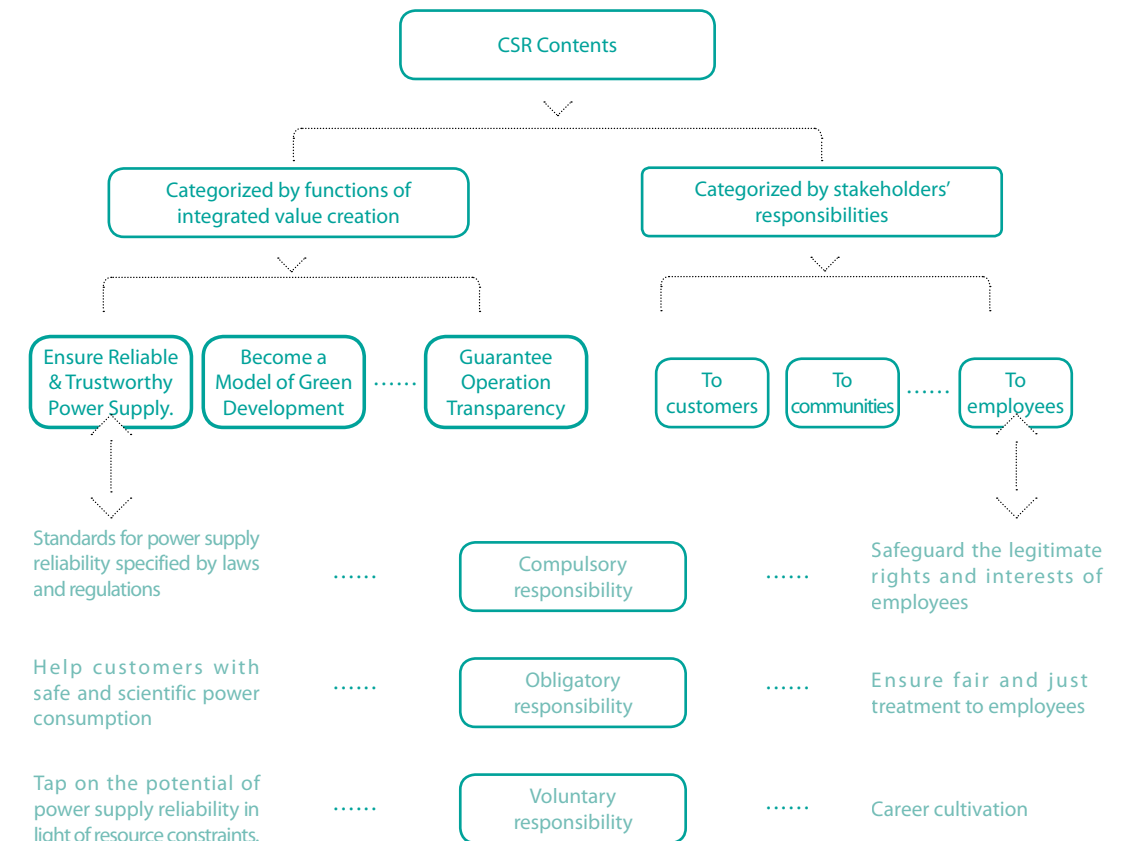 CSR Contents
Categorized by functions of
integrated value creation
Categorized by stakeholders’
responsibilities
Ensure Reliable
& Trustworthy
Power Supply.
Become a
Model of Green
Development
......
Guarantee
Operation
Transparency
To
customers
To
communities
......
To
employees
Standards for power supply
reliability specified by laws
and regulations
......
Compulsory
responsibility
......
Safeguard the legitimate
rights and interests of
employees
Help customers with
safe and scientific power
consumption
......
Obligatory
responsibility
......
Ensure fair and just
treatment to employees
Tap on the potential of
power supply reliability in
light of resource constraints.
......
Voluntary
responsibility
......
Career cultivation